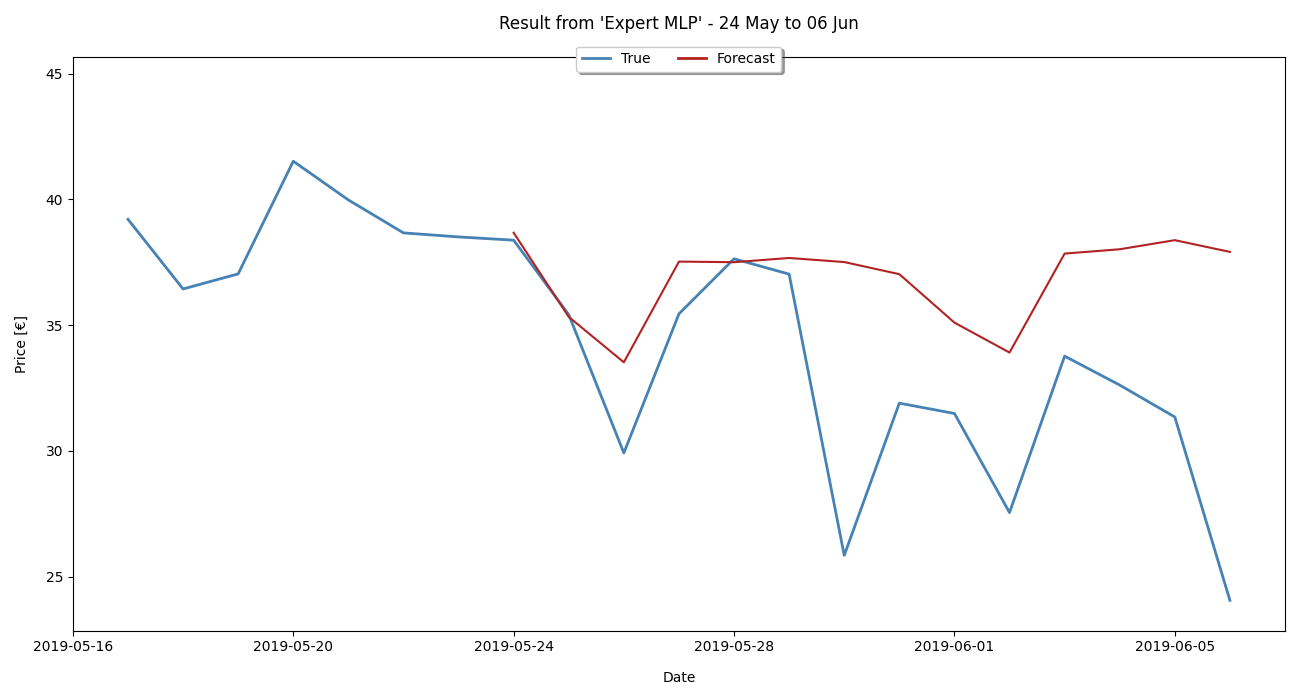 Result from 'Expert MLP' - 24 May to 06 Jun
True Forecast
45
40
35
30
25
Price [€]
2019-05-16 2019-05-20 2019-05-24 2019-05-28 2019-06-01 2019-06-05
Date